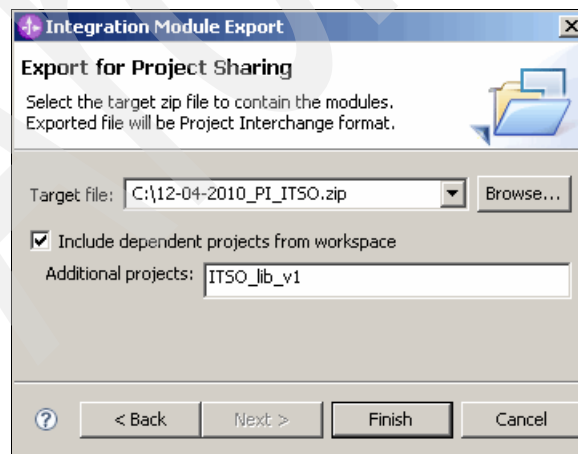 Integration Module Export
Export for Project Sharing
Select the target zip file to contain the modules.
Exported file will be Project Interchange format.
Target file: C:\12-04-2010_PI_ITSO.zip Browse...
Include dependent projects from workspace
Additional projects: ITSO_lib_v1
? < Back Next > Finish Cancel